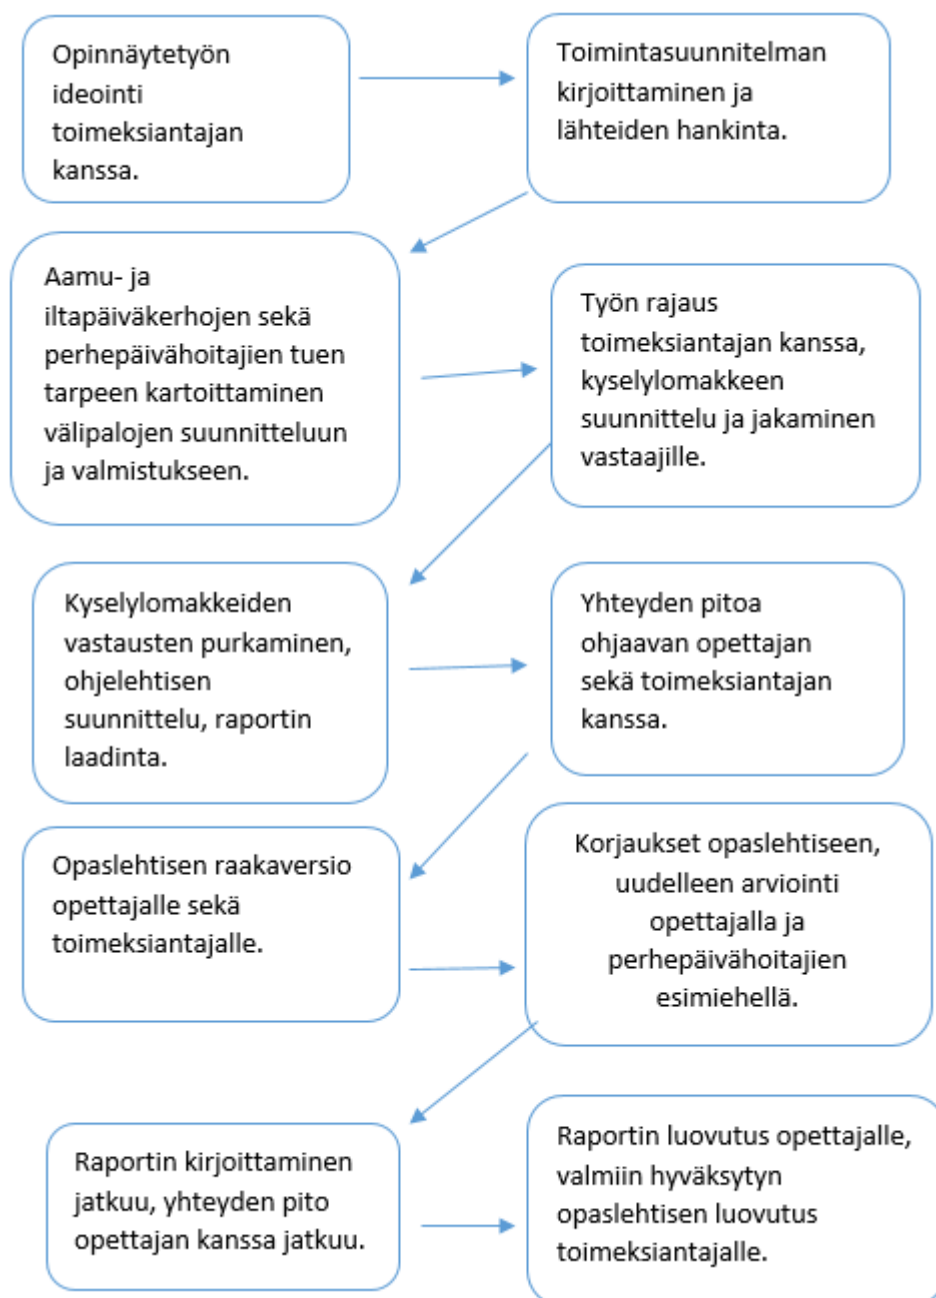 Opinnäytetyön
ideointi
toimeksiantajan
kanssa.
Toimintasuunnitelman
kirjoittaminen ja
lähteiden hankinta.
Aamu- ja
iltapäiväkerhojen sekä
perhepäivähoitajien tuen
tarpeen kartoittaminen
välipalojen suunnitteluun
ja valmistukseen.
Työn rajaus
toimeksiantajan kanssa,
kyselylomakkeen
suunnittelu ja jakaminen
vastaajille.
Kyselylomakkeiden
vastausten purkaminen,
ohjelehtisen
suunnittelu, raportin
laadinta.
Yhteyden pitoa
ohjaavan opettajan
sekä toimeksiantajan
kanssa.
Opaslehtisen raakaversio
opettajalle sekä
toimeksiantajalle.
Korjaukset opaslehtiseen,
uudelleen arviointi
opettajalla ja
perhepäivähoitajien
esimiehellä.
Raportin kirjoittaminen
jatkuu, yhteyden pito
opettajan kanssa jatkuu.
Raportin luovutus opettajalle,
valmiin hyväksytyn
opaslehtisen luovutus
toimeksiantajalle.